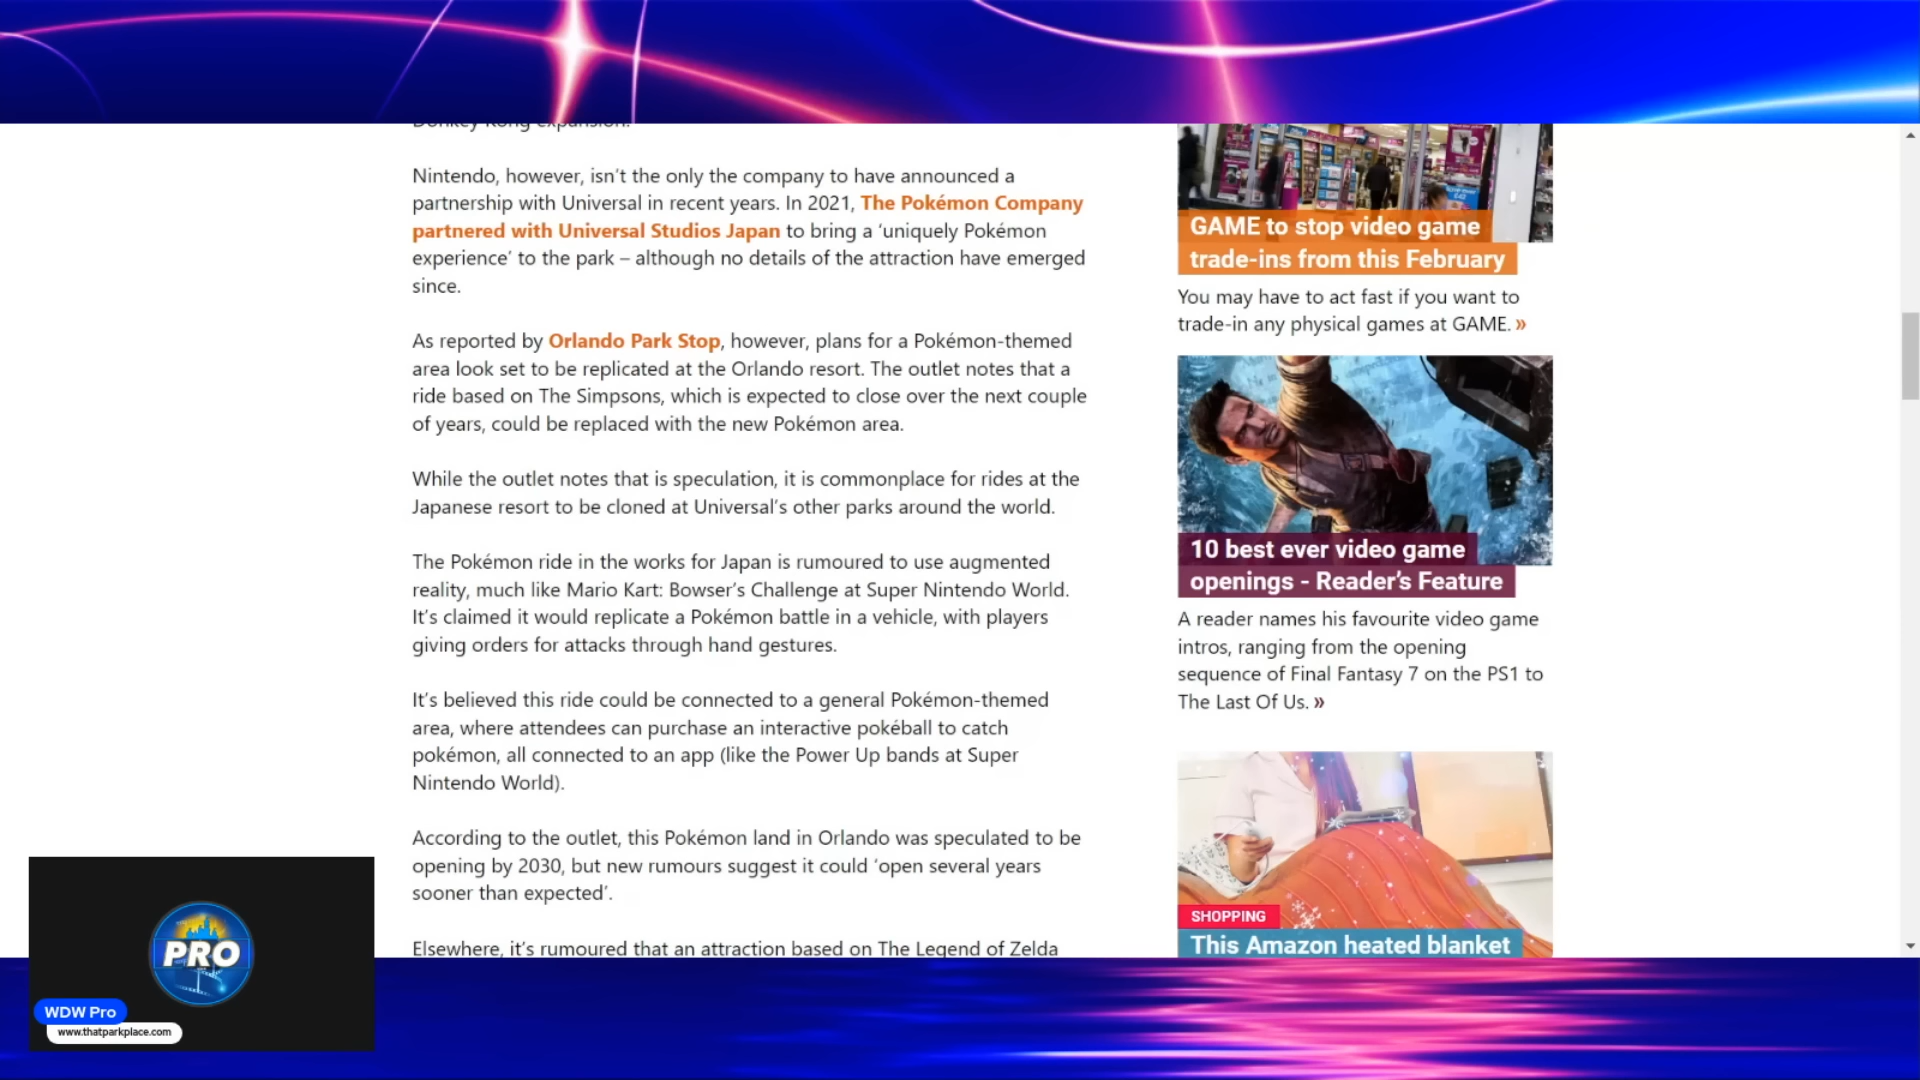 Donkey Kong expansion.
Nintendo, however, isn't the only the company to have announced a
partnership with Universal in recent years. In 2021, The Pokémon Company
partnered with Universal Studios Japan to bring a 'uniquely Pokémon
experience' to the park – although no details of the attraction have emerged
since.
As reported by Orlando Park Stop, however, plans for a Pokémon-themed
area look set to be replicated at the Orlando resort. The outlet notes that a
ride based on The Simpsons, which is expected to close over the next couple
of years, could be replaced with the new Pokémon area.
While the outlet notes that is speculation, it is commonplace for rides at the
Japanese resort to be cloned at Universal's other parks around the world.
The Pokémon ride in the works for Japan is rumoured to use augmented
reality, much like Mario Kart: Bowser's Challenge at Super Nintendo World.
It's claimed it would replicate a Pokémon battle in a vehicle, with players
giving orders for attacks through hand gestures.
It's believed this ride could be connected to a general Pokémon-themed
area, where attendees can purchase an interactive pokéball to catch
pokémon, all connected to an app (like the Power Up bands at Super
Nintendo World).
According to the outlet, this Pokémon land in Orlando was speculated to be
opening by 2030, but new rumours suggest it could 'open several years
sooner than expected'.
Elsewhere, it's rumoured that an attraction based on The Legend of Zelda
GAME to stop video game
trade-ins from this February
You may have to act fast if you want to
trade-in any physical games at GAME. »
10 best ever video game
openings - Reader's Feature
A reader names his favourite video game
intros, ranging from the opening
sequence of Final Fantasy 7 on the PS1 to
The Last Of Us. »
SHOPPING
This Amazon heated blanket
PRO
WDW Pro
www.thatparkplace.com